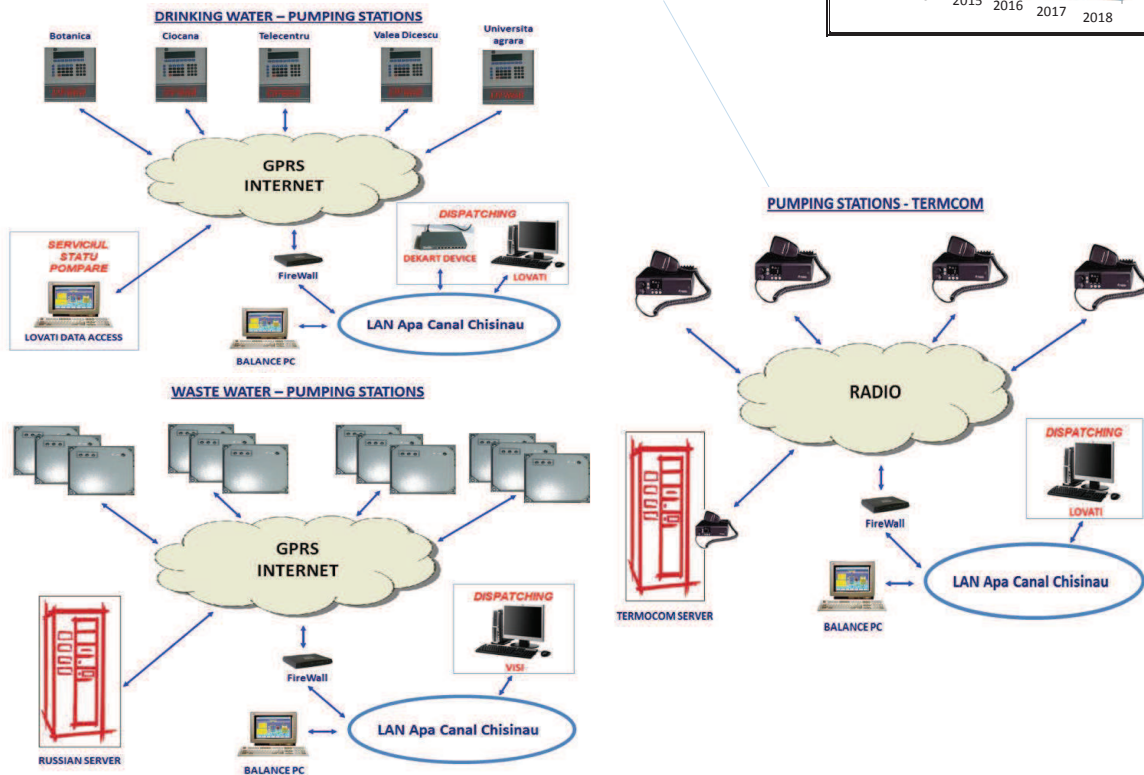 2015
2016
2017
2018
DRINKING WATER – PUMPING STATIONS
Botanica
Ciocana
Telecentru
Valea Dicescu
Universita
agrara
GPRS
INTERNET
SERVICIUL
STATU
POMPARE
LOVATI DATA ACCESS
FireWall
DISPATCHING
DEKART DEVICE
LOVATI
LAN Apa Canal Chisinau
BALANCE PC
WASTE WATER – PUMPING STATIONS
GPRS
INTERNET
RUSSIAN SERVER
FireWall
DISPATCHING
VISI
LAN Apa Canal Chisinau
BALANCE PC
PUMPING STATIONS - TERMCOM
RADIO
TERMOCOM SERVER
FireWall
DISPATCHING
LOVATI
LAN Apa Canal Chisinau
BALANCE PC